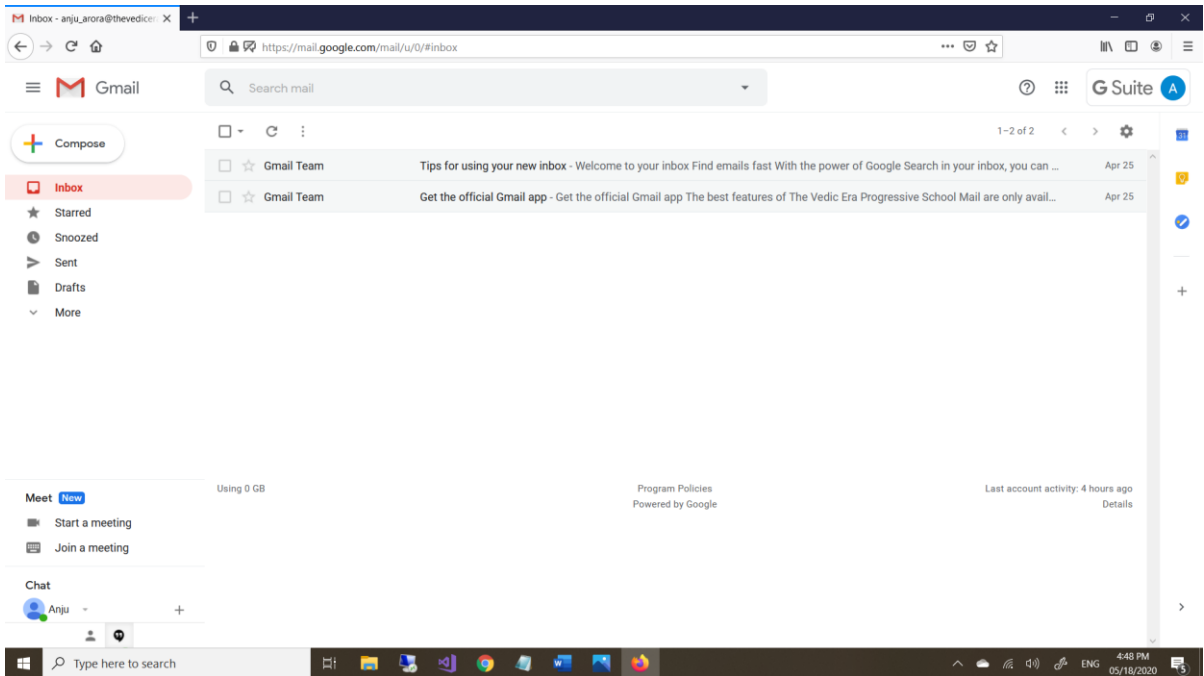 Inbox - anju_arora@thevedicer
https://mail.google.com/mail/u/0/#inbox
Gmail
Search mail
G Suite
A
Compose
1–2 of 2
31
Gmail Team Tips for using your new inbox - Welcome to your inbox Find emails fast With the power of Google Search in your inbox, you can ... Apr 25
Gmail Team Get the official Gmail app - Get the official Gmail app The best features of The Vedic Era Progressive School Mail are only avail... Apr 25
Inbox
Starred
Snoozed
Sent
Drafts
More
Using 0 GB
Program Policies
Powered by Google
Last account activity: 4 hours ago
Details
Meet New
Start a meeting
Join a meeting
Chat
Anju
Type here to search
ENG
4:48 PM
05/18/2020
5